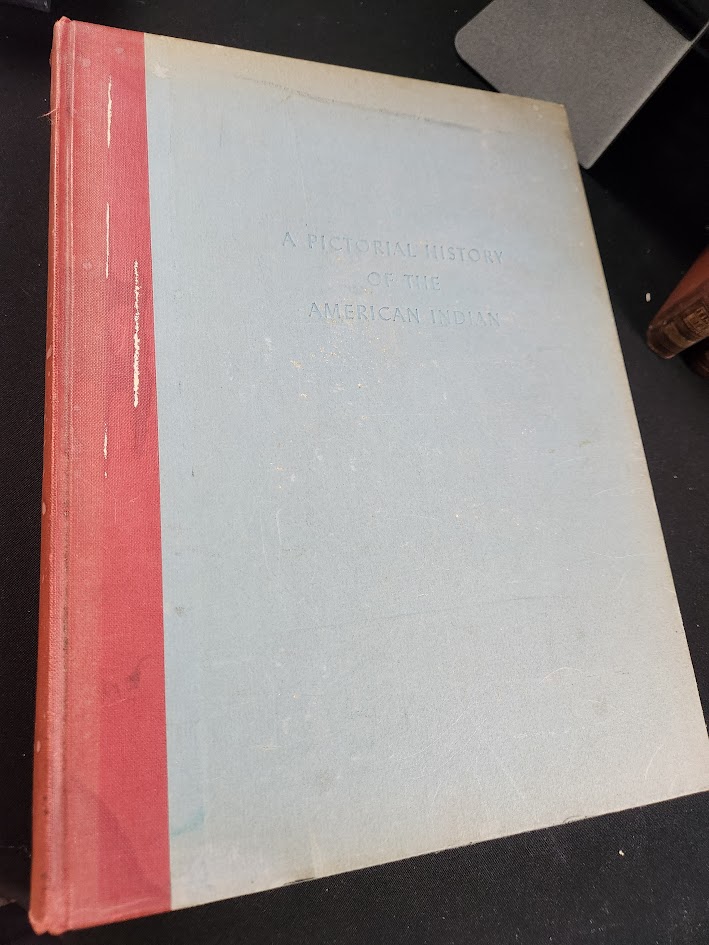 A PICTORIAL HISTORY
OF THE
AMERICAN INDIAN